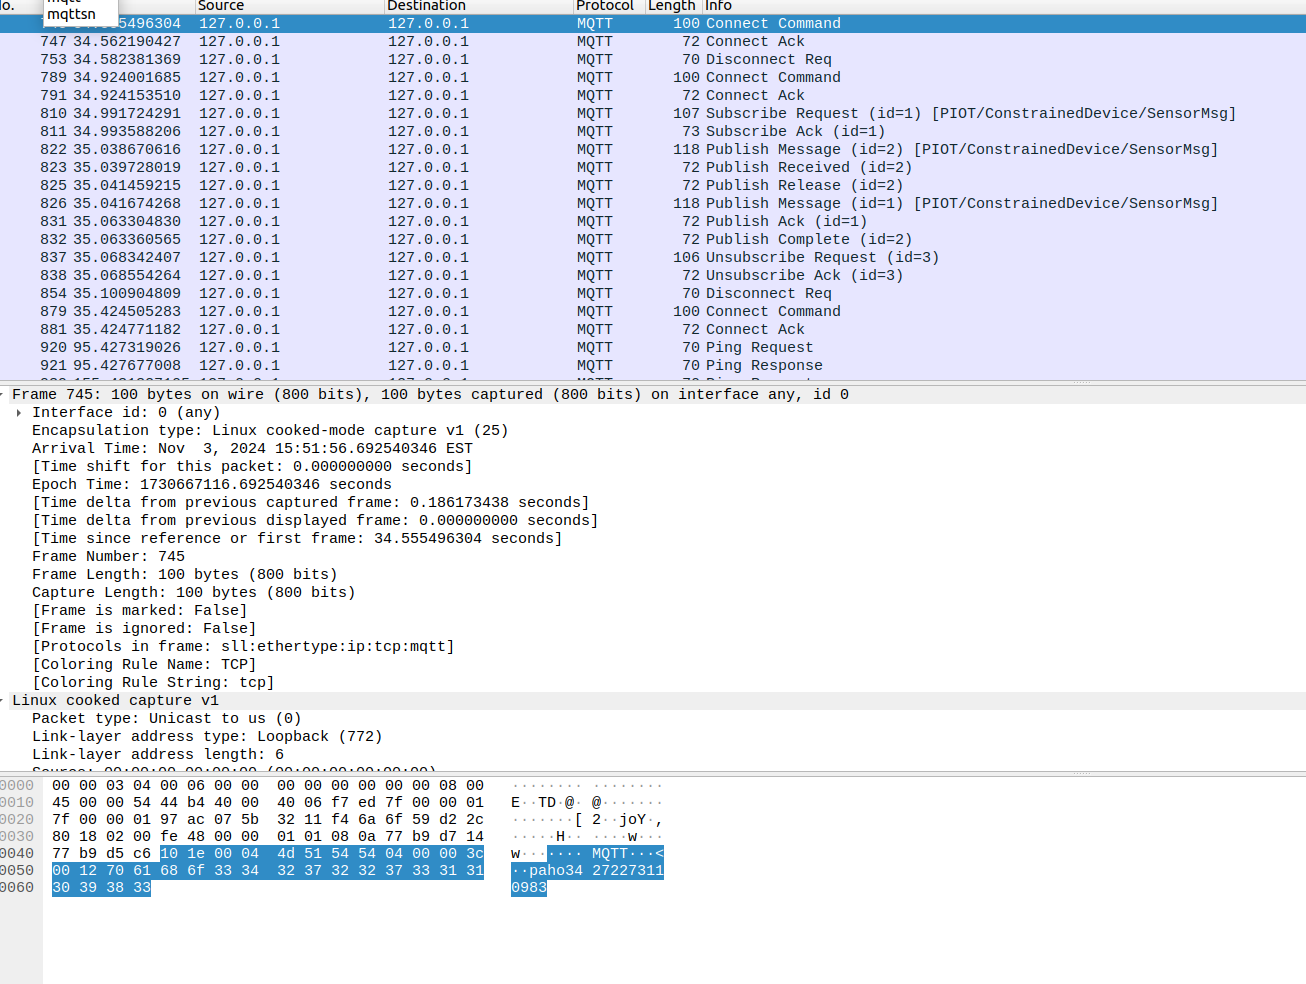 o. mqtt Source Destination Protocol Length Info
mqttsn
5496304 127.0.0.1 127.0.0.1 MQTT 100 Connect Command
747 34.562190427 127.0.0.1 127.0.0.1 MQTT 72 Connect Ack
753 34.582381369 127.0.0.1 127.0.0.1 MQTT 70 Disconnect Req
789 34.924001685 127.0.0.1 127.0.0.1 MQTT 100 Connect Command
791 34.924153510 127.0.0.1 127.0.0.1 MQTT 72 Connect Ack
810 34.991724291 127.0.0.1 127.0.0.1 MQTT 107 Subscribe Request (id=1) [PIOT/ConstrainedDevice/SensorMsg]
811 34.993588206 127.0.0.1 127.0.0.1 MQTT 73 Subscribe Ack (id=1)
822 35.038670616 127.0.0.1 127.0.0.1 MQTT 118 Publish Message (id=2) [PIOT/ConstrainedDevice/SensorMsg]
823 35.039728019 127.0.0.1 127.0.0.1 MQTT 72 Publish Received (id=2)
825 35.041459215 127.0.0.1 127.0.0.1 MQTT 72 Publish Release (id=2)
826 35.041674268 127.0.0.1 127.0.0.1 MQTT 118 Publish Message (id=1) [PIOT/ConstrainedDevice/SensorMsg]
831 35.063304830 127.0.0.1 127.0.0.1 MQTT 72 Publish Ack (id=1)
832 35.063360565 127.0.0.1 127.0.0.1 MQTT 72 Publish Complete (id=2)
837 35.068342407 127.0.0.1 127.0.0.1 MQTT 106 Unsubscribe Request (id=3)
838 35.068554264 127.0.0.1 127.0.0.1 MQTT 72 Unsubscribe Ack (id=3)
854 35.100904809 127.0.0.1 127.0.0.1 MQTT 70 Disconnect Req
879 35.424505283 127.0.0.1 127.0.0.1 MQTT 100 Connect Command
881 35.424771182 127.0.0.1 127.0.0.1 MQTT 72 Connect Ack
920 95.427319026 127.0.0.1 127.0.0.1 MQTT 70 Ping Request
921 95.427677008 127.0.0.1 127.0.0.1 MQTT 70 Ping Response
Frame 745: 100 bytes on wire (800 bits), 100 bytes captured (800 bits) on interface any, id 0
Interface id: 0 (any)
Encapsulation type: Linux cooked-mode capture v1 (25)
Arrival Time: Nov  3, 2024 15:51:56.692540346 EST
[Time shift for this packet: 0.000000000 seconds]
Epoch Time: 1730667116.692540346 seconds
[Time delta from previous captured frame: 0.186173438 seconds]
[Time delta from previous displayed frame: 0.000000000 seconds]
[Time since reference or first frame: 34.555496304 seconds]
Frame Number: 745
Frame Length: 100 bytes (800 bits)
Capture Length: 100 bytes (800 bits)
[Frame is marked: False]
[Frame is ignored: False]
[Protocols in frame: sll:ethertype:ip:tcp:mqtt]
[Coloring Rule Name: TCP]
[Coloring Rule String: tcp]
Linux cooked capture v1
Packet type: Unicast to us (0)
Link-layer address type: Loopback (772)
Link-layer address length: 6
0000 00 00 03 04 00 06 00 00 00 00 00 00 00 00 08 00 ········ ········
0010 45 00 00 54 44 b4 40 00 40 06 f7 ed 7f 00 00 01 E··TD·@· @·······
0020 7f 00 00 01 97 ac 07 5b 32 11 f4 6a 6f 59 d2 2c ·······[ 2··joY·,
0030 80 18 02 00 fe 48 00 00 01 01 08 0a 77 b9 d7 14 ·····H·· ····w···
0040 77 b9 d5 c6 10 1e 00 04 4d 51 54 54 04 00 00 3c w······· MQTT···<
0050 00 12 70 61 68 6f 33 34 32 37 32 32 37 33 31 31 ··paho34 27227311
0060 30 39 38 33 0983